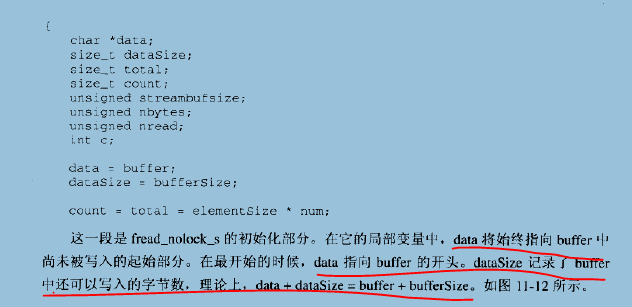 {
char *data;
size_t dataSize;
size_t total;
size_t count;
unsigned streambufsize;
unsigned nbytes;
unsigned nread;
int c;
data = buffer;
dataSize = bufferSize;
count = total = elementSize * num;
这一段是 fread_nolock_s 的初始化部分。在它的局部变量中，data 将始终指向 buffer 中
尚未被写入的起始部分。在最开始的时候，data 指向 buffer 的开头。dataSize 记录了 buffer
中还可以写入的字节数，理论上，data + dataSize = buffer + bufferSize。如图 11-12 所示。